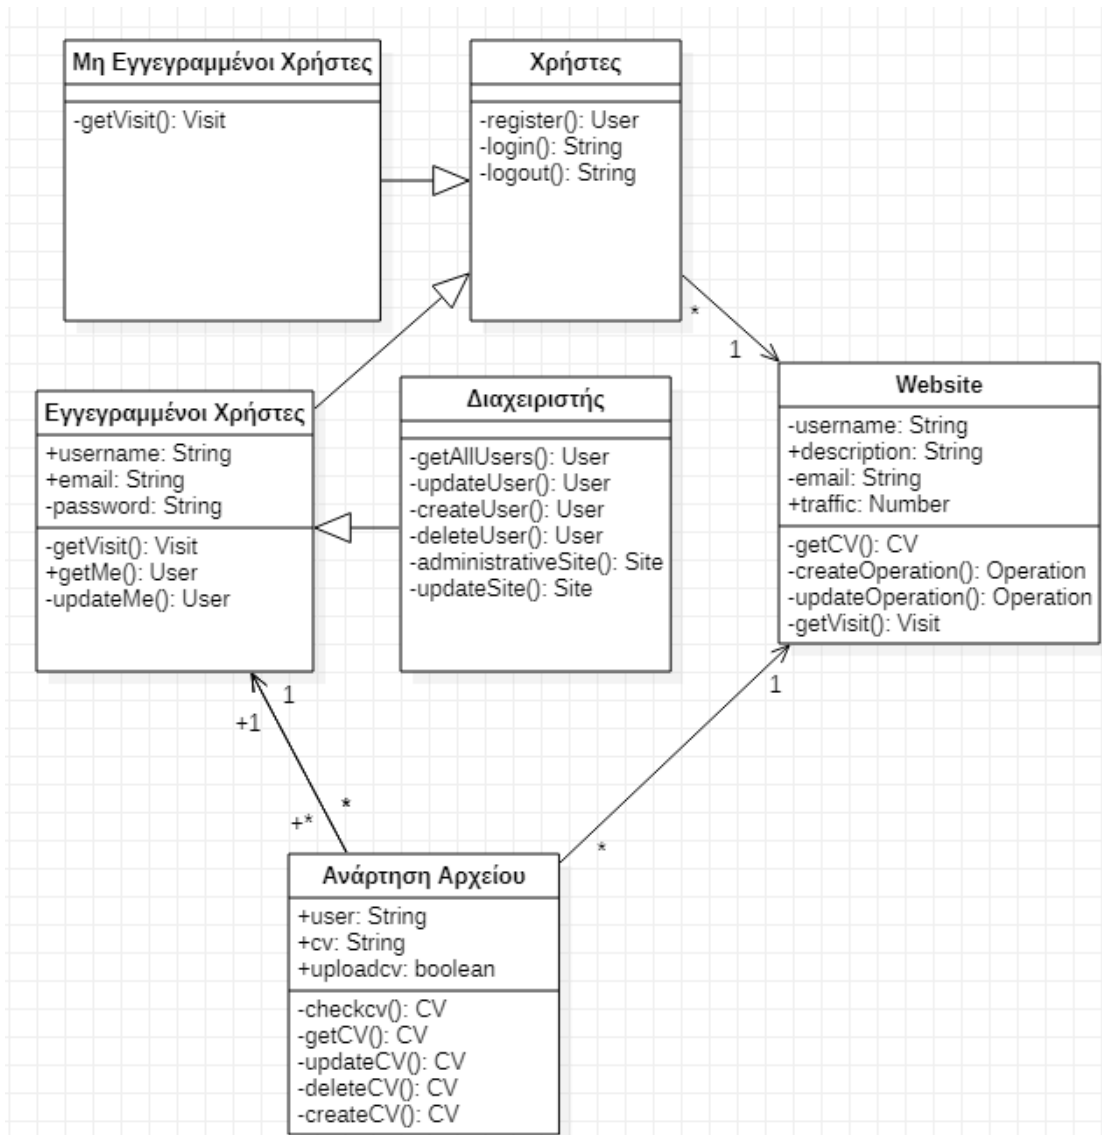 Μη Εγγεγραμμένοι Χρήστες
-getVisit(): Visit
Χρήστες
-register(): User
-login(): String
-logout(): String
*
1
Εγγεγραμμένοι Χρήστες
+username: String
+email: String
-password: String
-getVisit(): Visit
+getMe(): User
-updateMe(): User
Διαχειριστής
-getAllUsers(): User
-updateUser(): User
-createUser(): User
-deleteUser(): User
-administrativeSite(): Site
-updateSite(): Site
Website
-username: String
+description: String
-email: String
+traffic: Number
-getCV(): CV
-createOperation(): Operation
-updateOperation(): Operation
-getVisit(): Visit
1
+1
1
*
+*
*
Ανάρτηση Αρχείου
+user: String
+cv: String
+uploadcv: boolean
-checkcv(): CV
-getCV(): CV
-updateCV(): CV
-deleteCV(): CV
-createCV(): CV